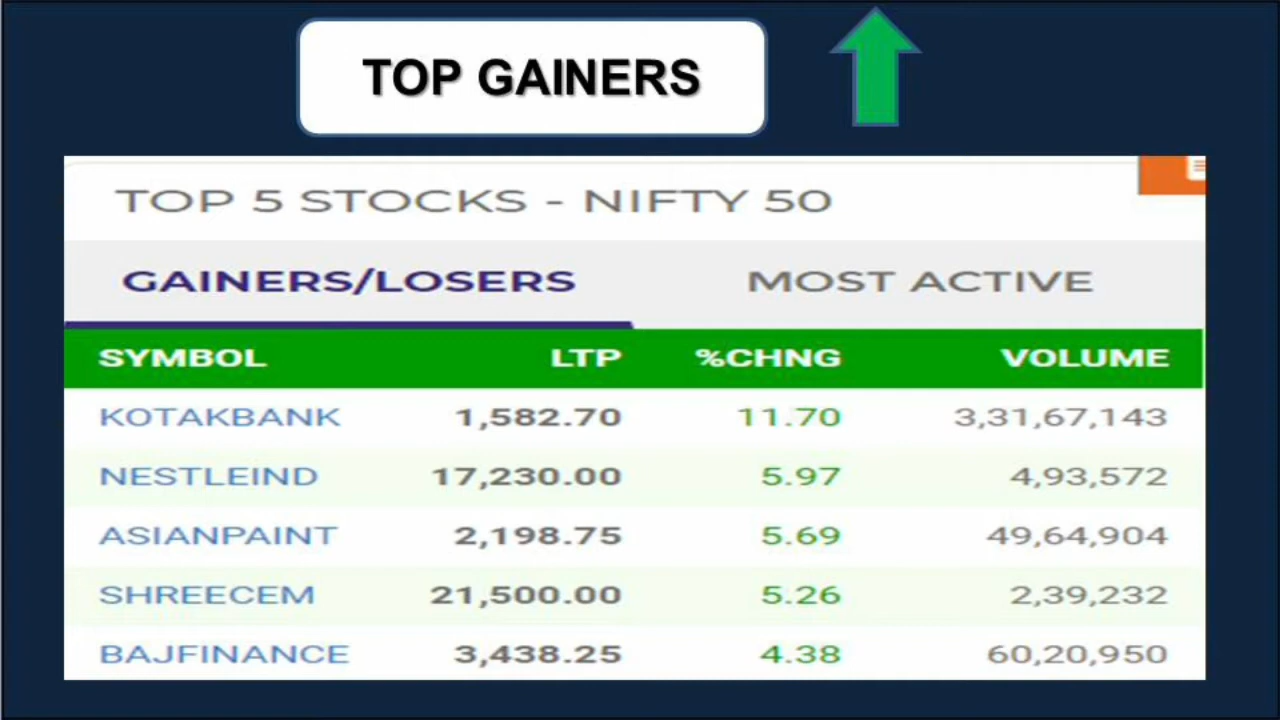 TOP GAINERS
TOP 5 STOCKS - NIFTY 50
GAINERS/LOSERS MOST ACTIVE
SYMBOL LTP %CHNG VOLUME
KOTAKBANK 1,582.70 11.70 3,31,67,143
NESTLEIND 17,230.00 5.97 4,93,572
ASIANPAINT 2,198.75 5.69 49,64,904
SHREECEM 21,500.00 5.26 2,39,232
BAJFINANCE 3,438.25 4.38 60,20,950